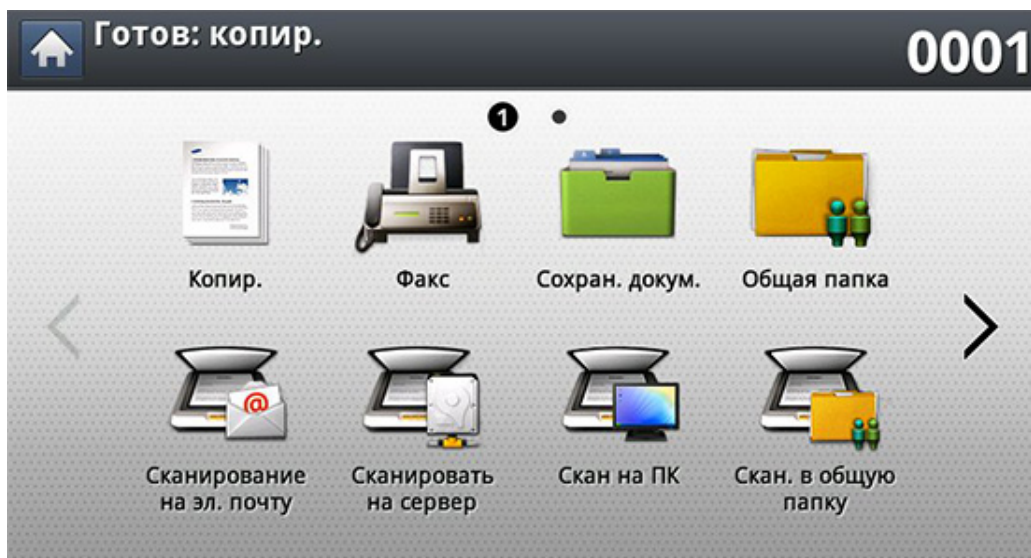 Готов: копир.
0001
1
Копир.
Факс
Сохран. докум.
Общая папка
Сканирование
на эл. почту
Сканировать
на сервер
Скан на ПК
Скан. в общую
папку